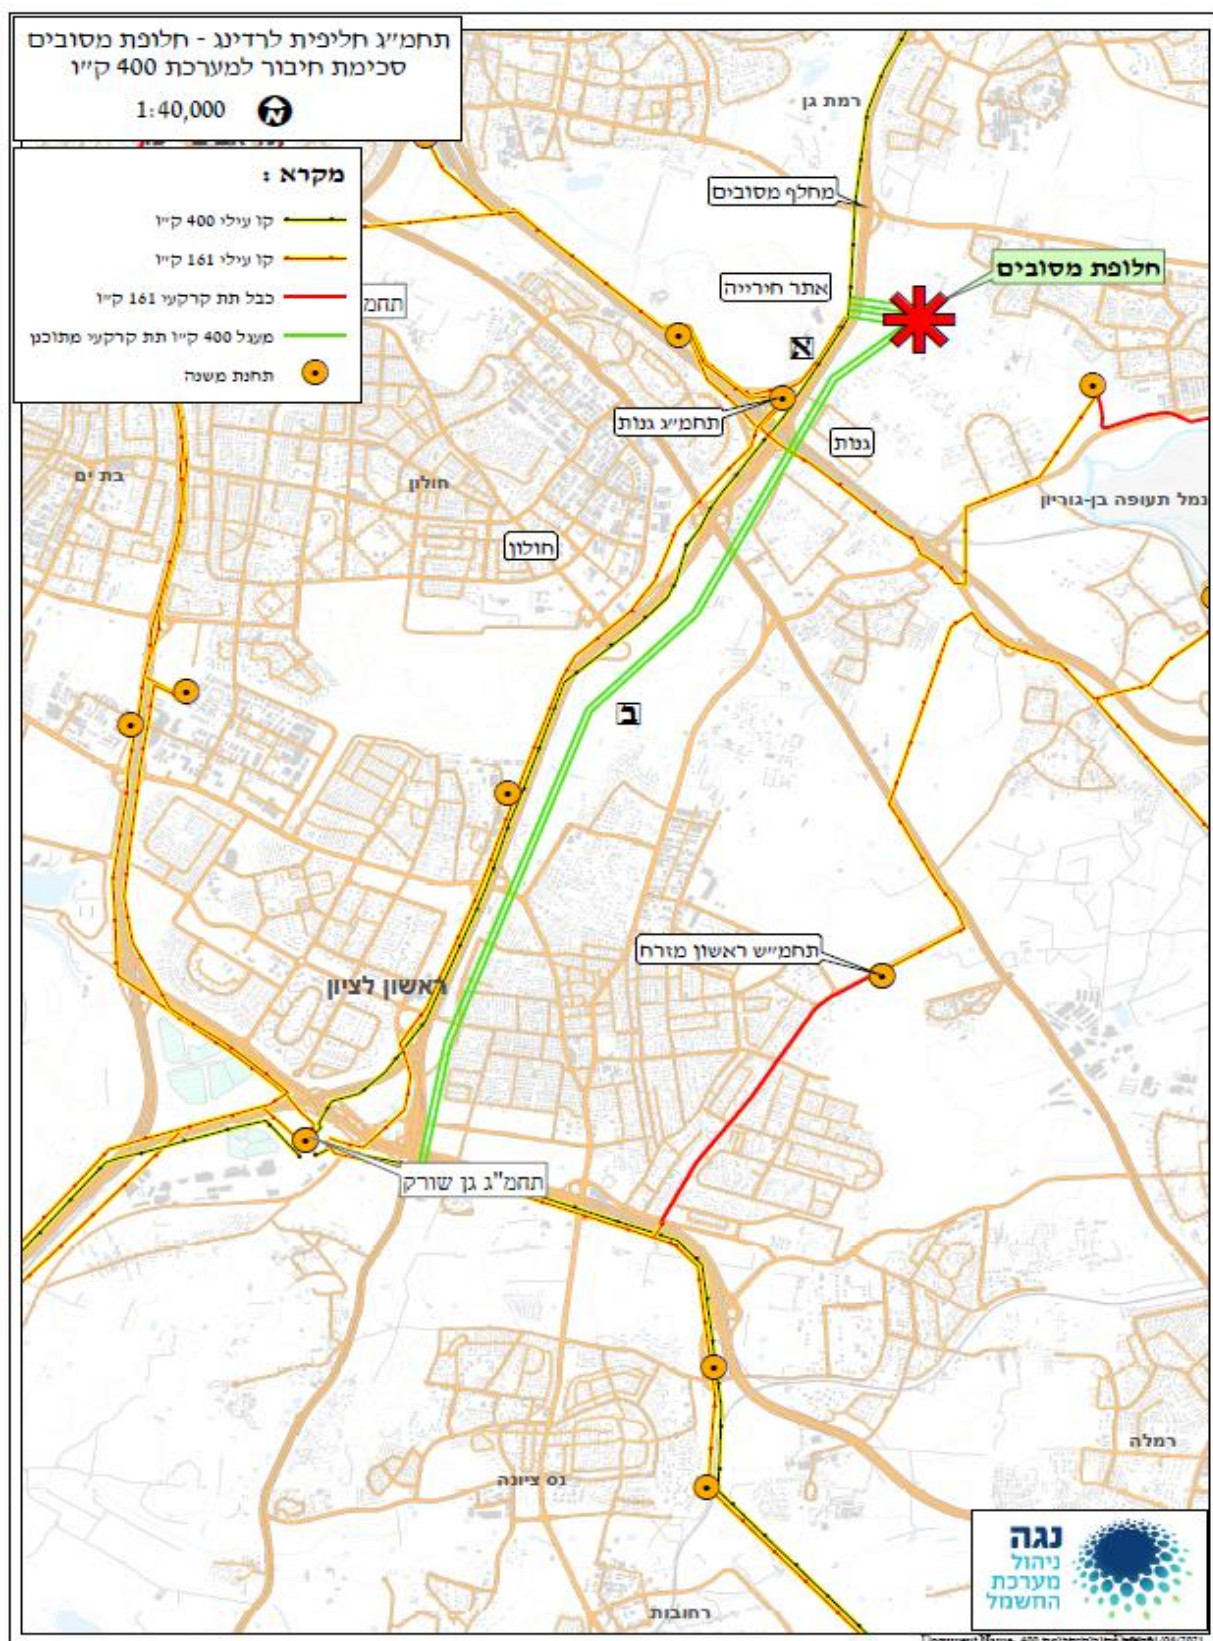 תחמ״ג חליפית לרדינג - חלופת מסובים
סכימת חיבור למערכת 400 ק״ו
1:40,000
מקרא :
קו עילי 400 ק״ו
קו עילי 161 ק״ו
כבל תת קרקעי 161 ק״ו
מעגל 400 ק״ו תת קרקעי מתוכנן
תחנת משנה
רמת גן
מחלף מסובים
חלופת מסובים
אתר חירייה
תחמ
א
תחמ״ג גנות
גנות
בת ים
חולון
נמל תעופה בן-גוריון
חולון
ב
תחמ״ש ראשון מזרח
ראשון לציון
תחמ"ג גן שורק
רמלה
נס ציונה
רחובות
נגה
ניהול
מערכת
החשמל